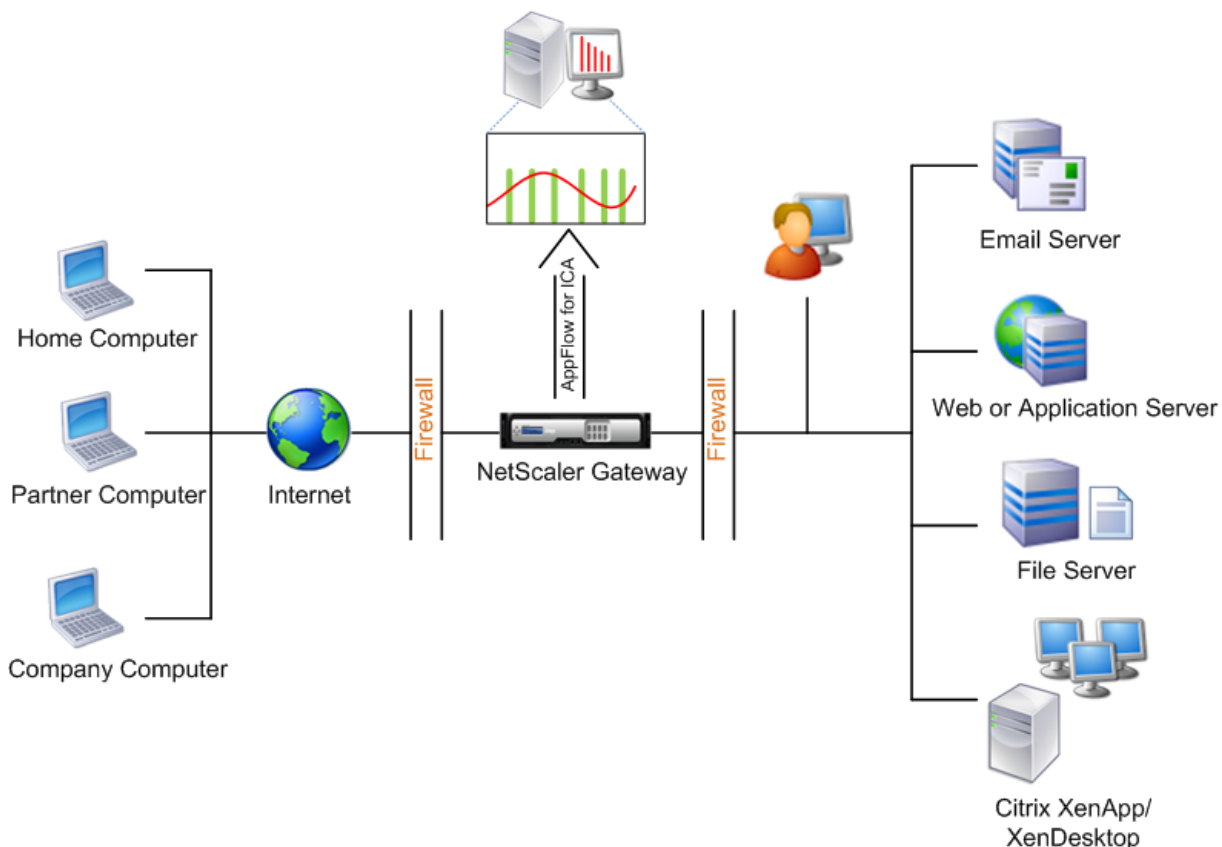 AppFlow for ICA
Home Computer
Partner Computer
Company Computer
Internet
Firewall
NetScaler Gateway
Firewall
Email Server
Web or Application Server
File Server
Citrix XenApp/
XenDesktop